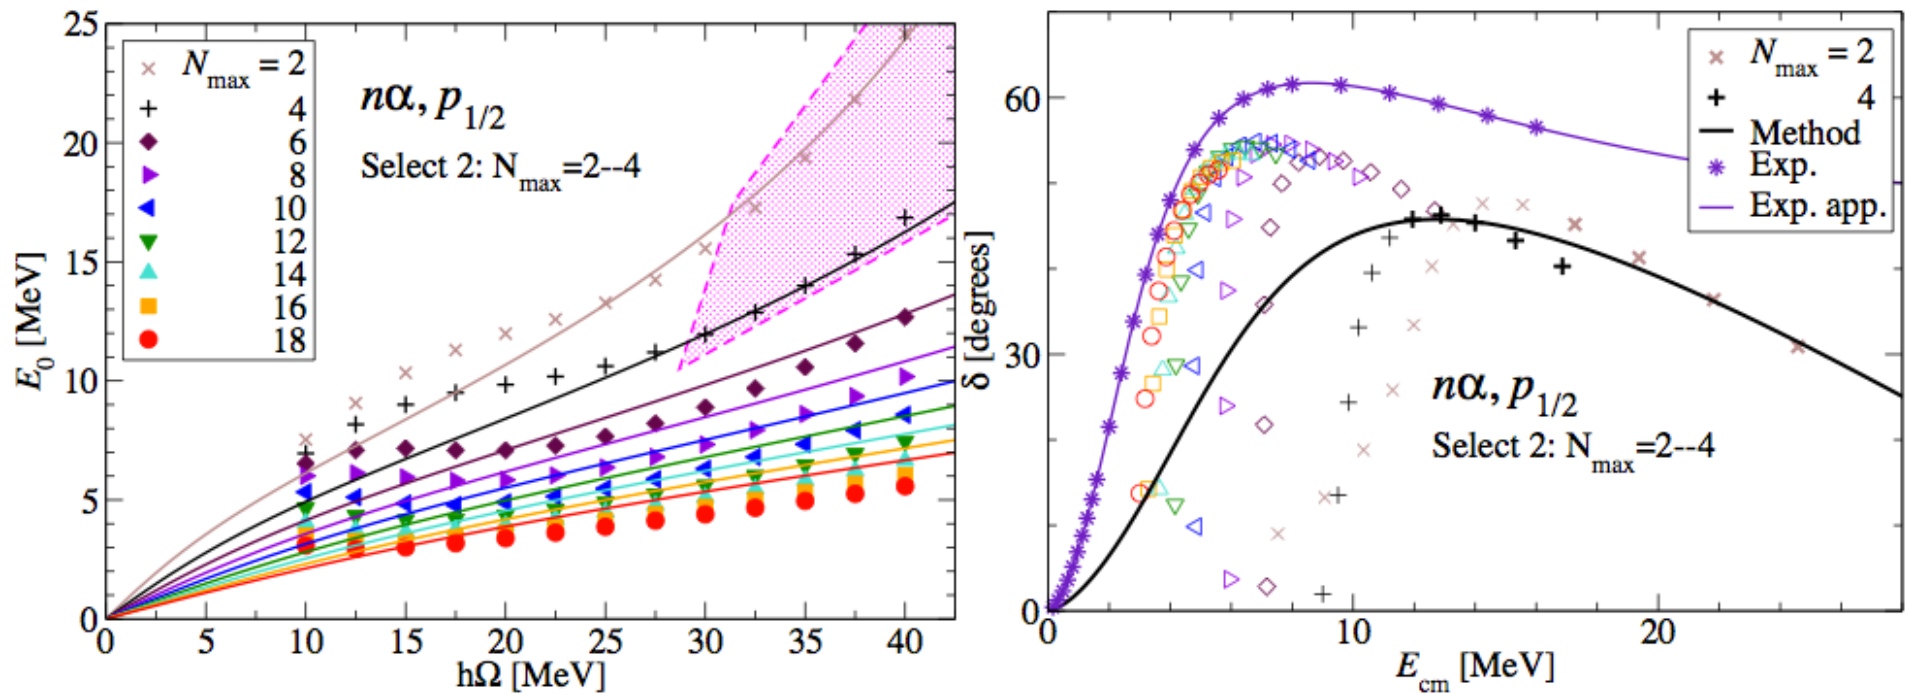 25
20
15
10
5
0
E₀ [MeV]
N_max = 2
4
6
8
10
12
14
16
18
nα, p_1/2
Select 2: N_max=2--4
0 5 10 15 20 25 30 35 40
hΩ [MeV]
60
30
0
δ [degrees]
N_max = 2
4
Method
Exp.
Exp. app.
nα, p_1/2
Select 2: N_max=2--4
0 10 20
E_cm [MeV]